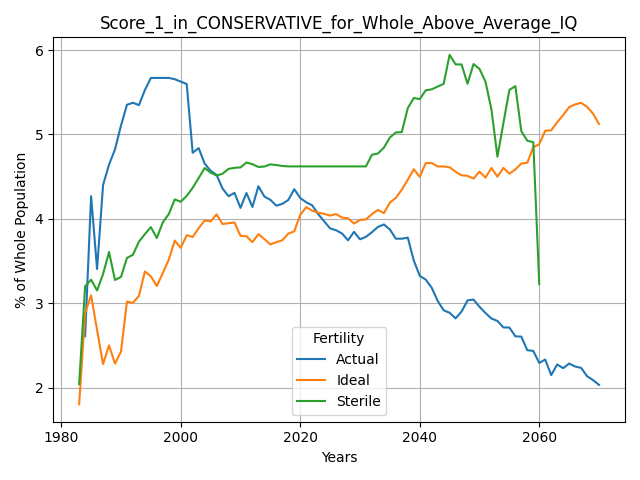 Score_1_in_CONSERVATIVE_for_Whole_Above_Average_IQ
% of Whole Population
6
5
4
3
2
Fertility
Actual
Ideal
Sterile
1980
2000
2020
2040
2060
Years